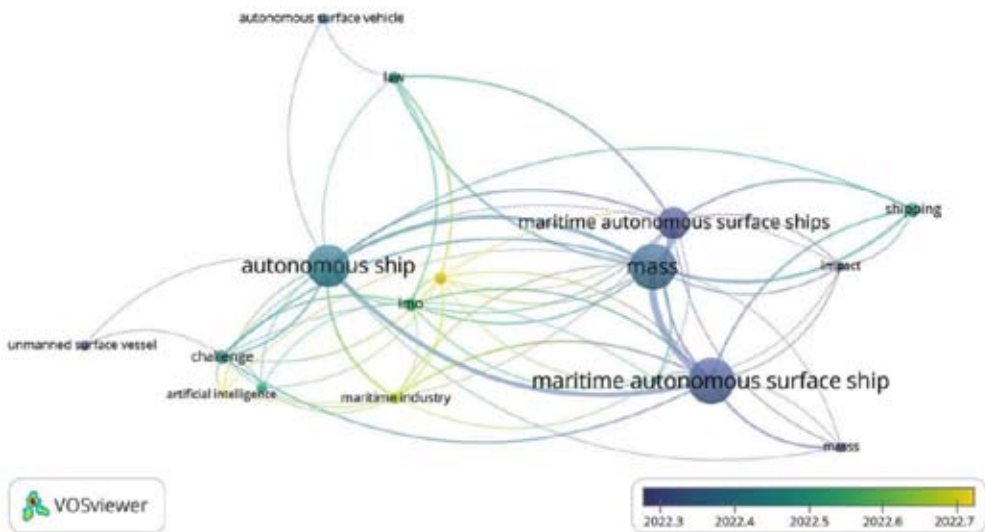 autonomous surface vehicle
law
shipping
maritime autonomous surface ships
autonomous ship
mass
impact
imo
unmanned surface vessel
challenge
artificial intelligence
maritime industry
maritime autonomous surface ship
maass
VOSviewer
2022.3 2022.4 2022.5 2022.6 2022.7